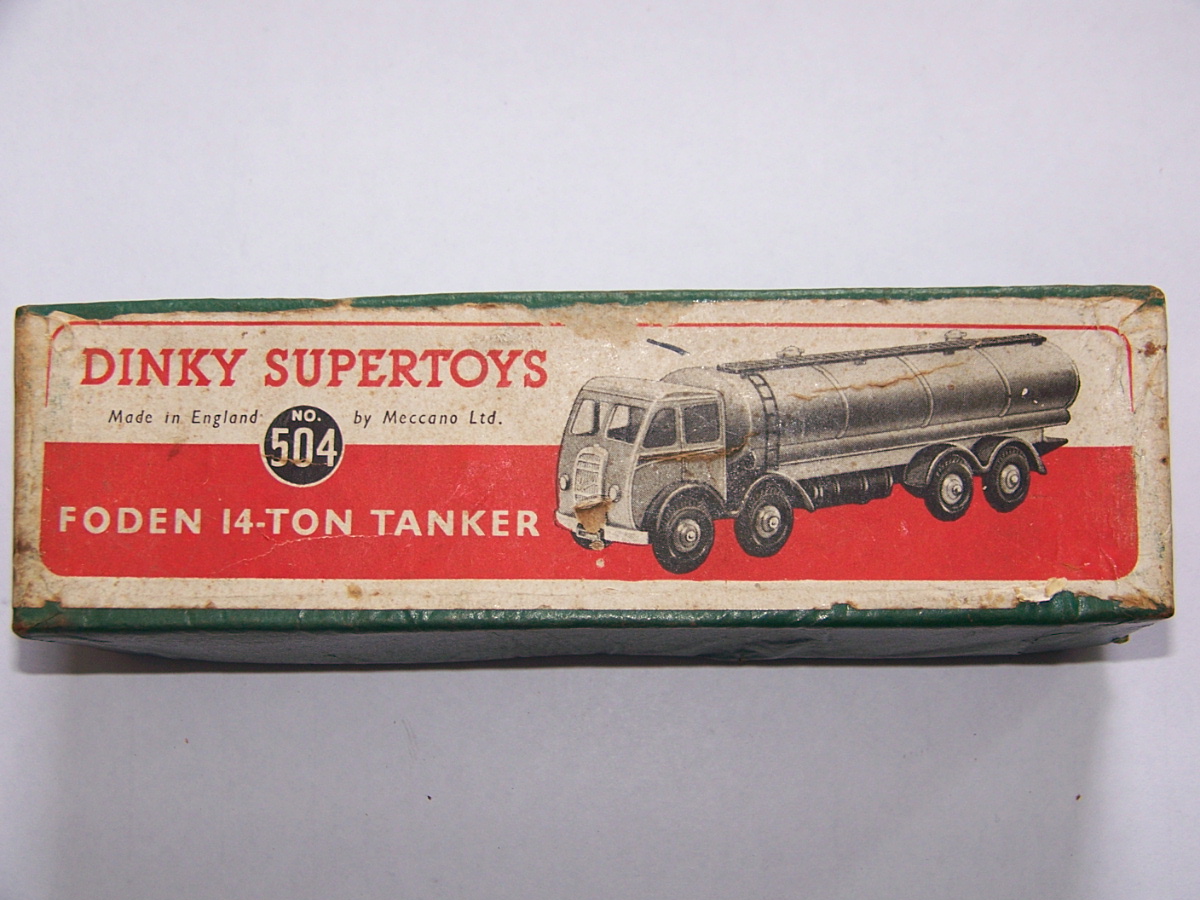 DINKY SUPERTOYS
Made in England by Meccano Ltd.
NO.
504
FODEN 14-TON TANKER